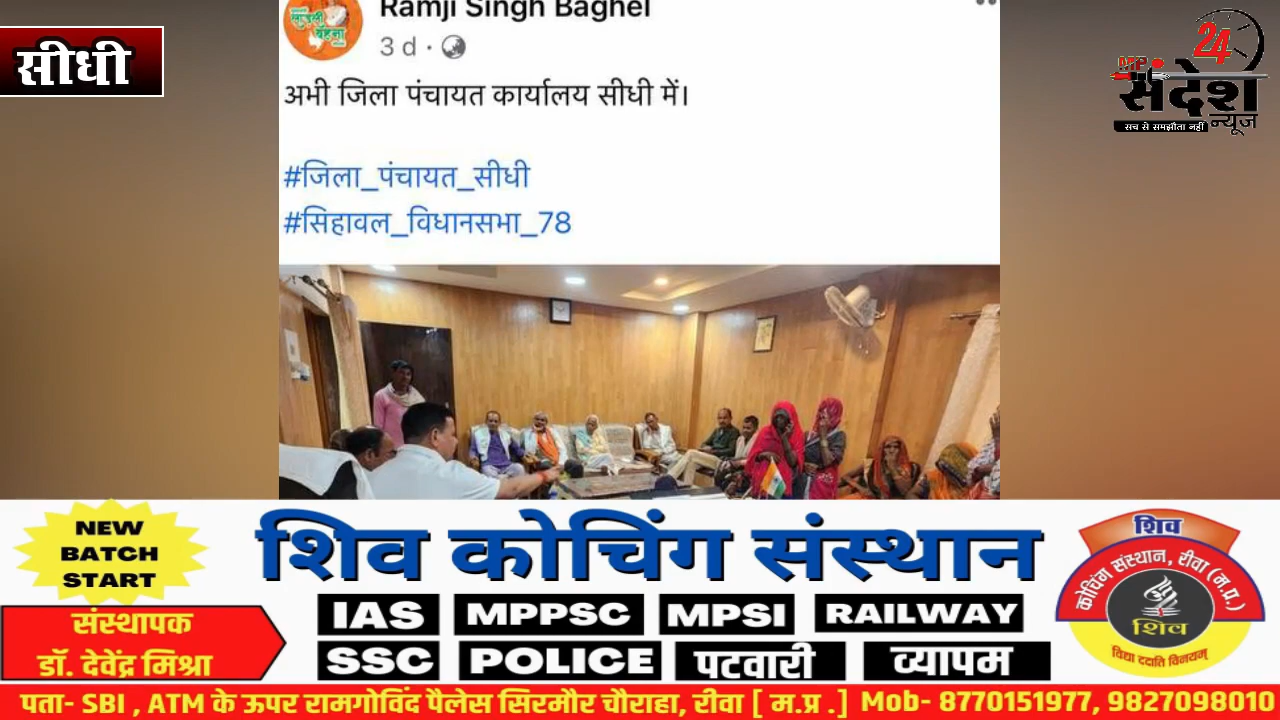 Ramji Singh Baghel
3 d ·
अभी जिला पंचायत कार्यालय सीधी में।
#जिला_पंचायत_सीधी
#सिहावल_विधानसभा_78
सीधी
MP 24
संदेश
न्यूज
सच से समझौता नहीं
लाड़ली
बहना
NEW
BATCH
START
शिव कोचिंग संस्थान
संस्थापक
डॉ. देवेंद्र मिश्रा
IAS MPPSC MPSI RAILWAY
SSC POLICE पटवारी व्यापम
शिव
कोचिंग संस्थान, रीवा (म.प्र.)
शिव
विद्या ददाति विनयम्
पता- SBI , ATM के ऊपर रामगोविंद पैलेस सिरमौर चौराहा, रीवा [ म.प्र .] Mob- 8770151977, 9827098010